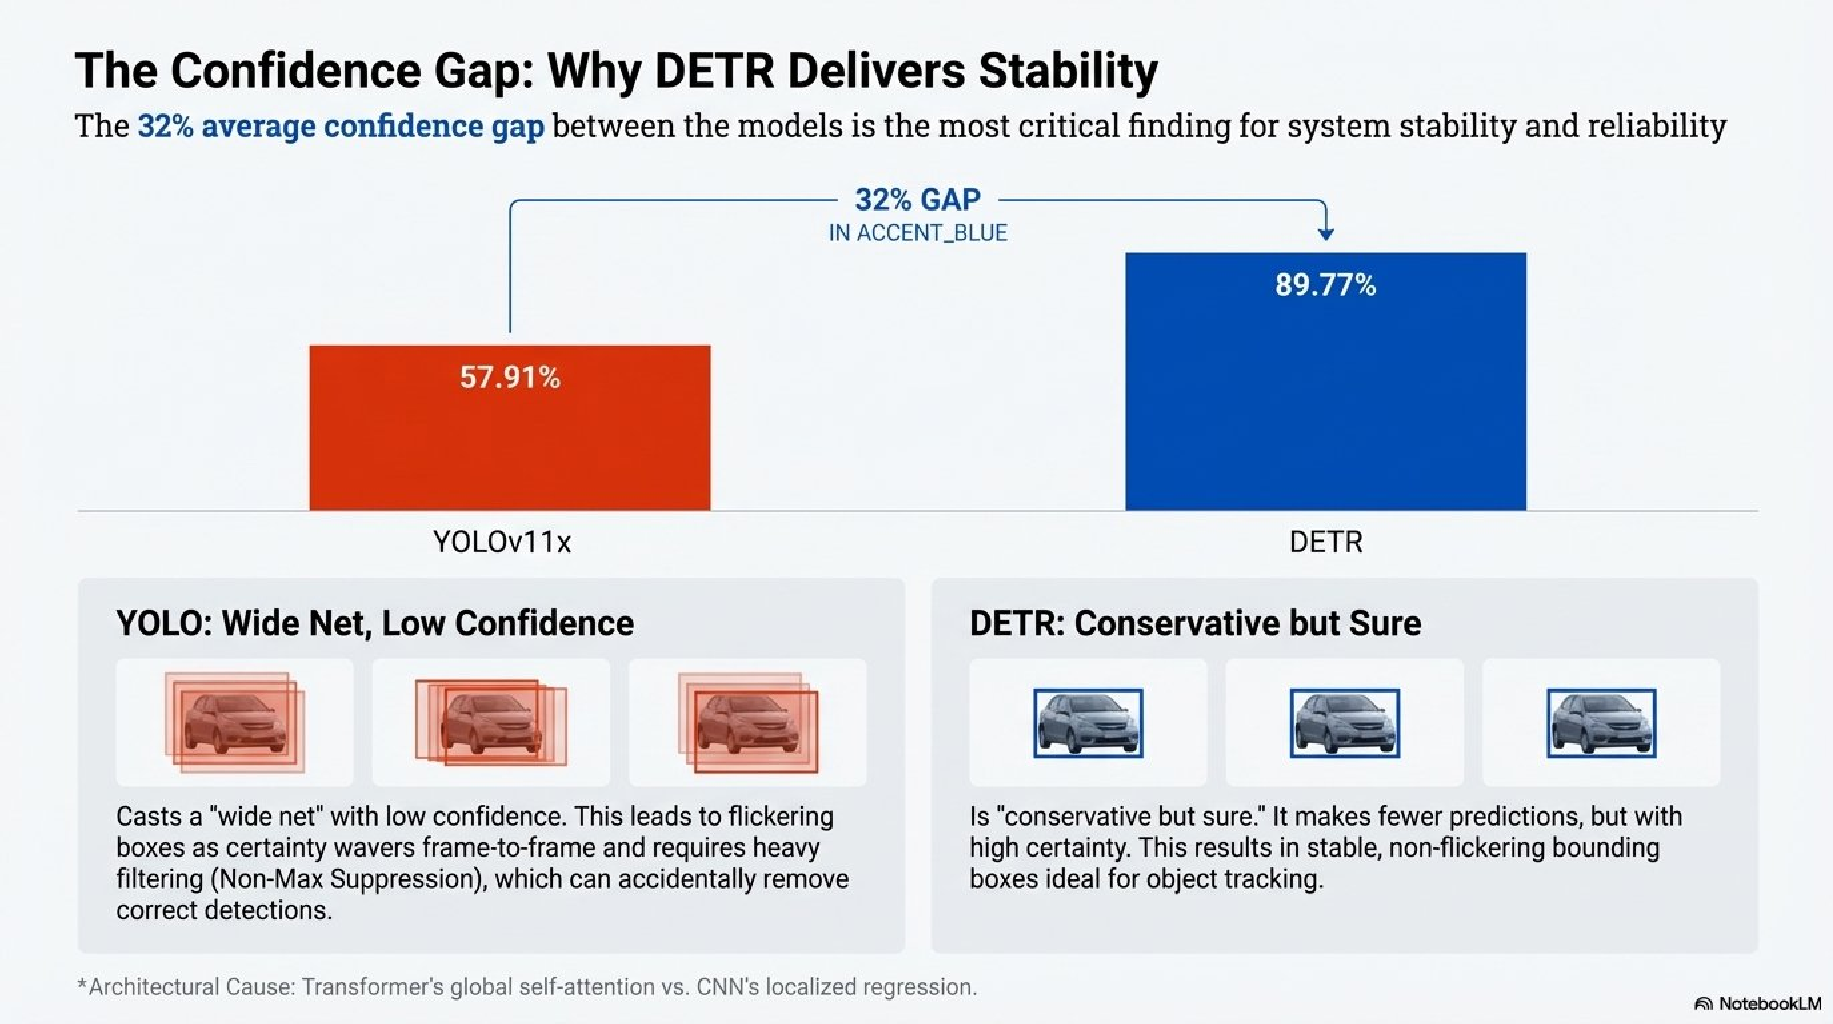 The Confidence Gap: Why DETR Delivers Stability
The 32% average confidence gap between the models is the most critical finding for system stability and reliability
32% GAP
IN ACCENT_BLUE
57.91%
89.77%
YOLOv11x
DETR
YOLO: Wide Net, Low Confidence
Casts a "wide net" with low confidence. This leads to flickering
boxes as certainty wavers frame-to-frame and requires heavy
filtering (Non-Max Suppression), which can accidentally remove
correct detections.
DETR: Conservative but Sure
Is "conservative but sure." It makes fewer predictions, but with
high certainty. This results in stable, non-flickering bounding
boxes ideal for object tracking.
*Architectural Cause: Transformer's global self-attention vs. CNN's localized regression.
NotebookLM